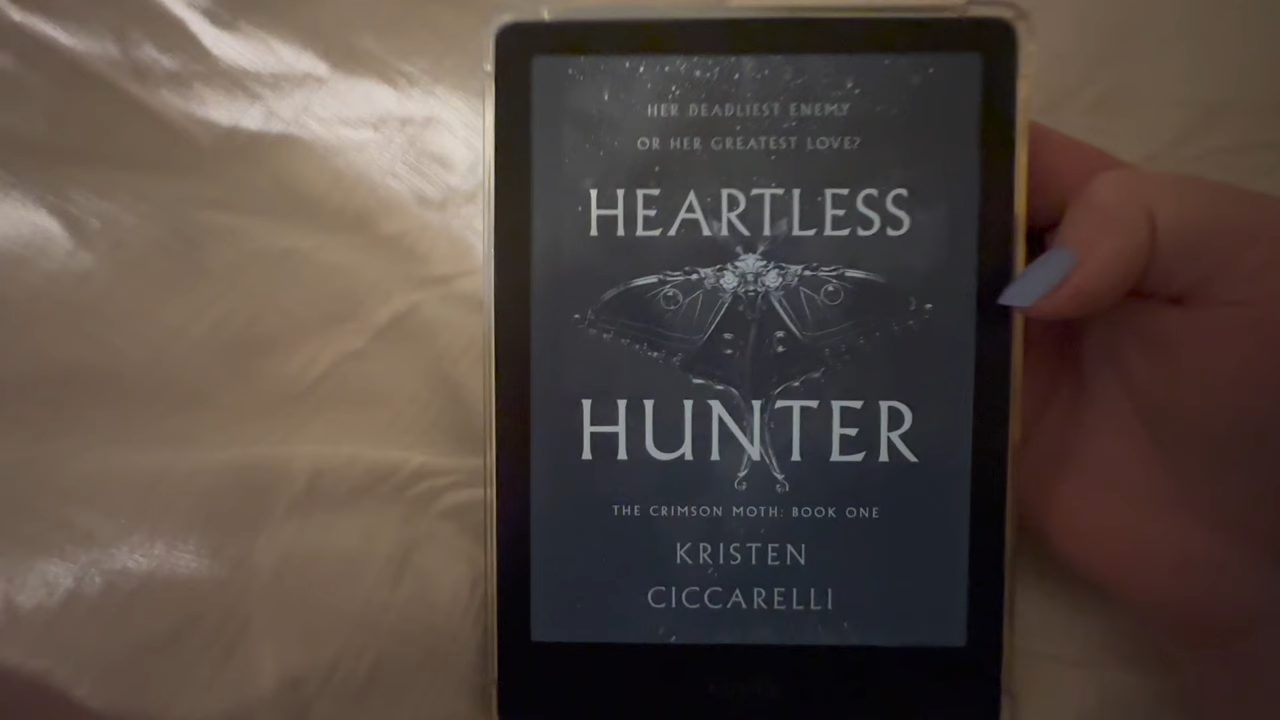 HER DEADLIEST ENEMY
OR HER GREATEST LOVE?
HEARTLESS
HUNTER
THE CRIMSON MOTH: BOOK ONE
KRISTEN
CICCARELLI